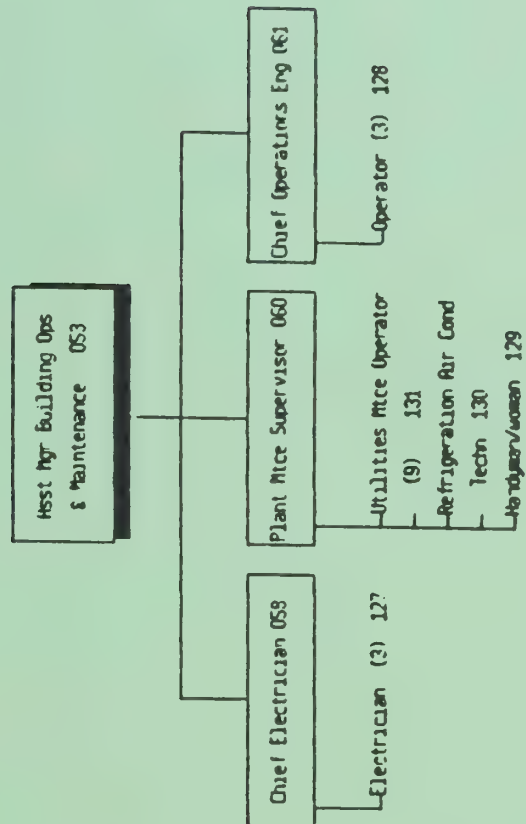 Asst Mgr Building Ops
& Maintenance 053
Chief Electrician 058
Electrician (3) 127
Plant Mtce Supervisor 060
Utilities Mtce Operator
(9) 131
Refrigeration Air Cond
Techn 130
Handyman/woman 129
Chief Operations Eng 061
Operator (3) 128